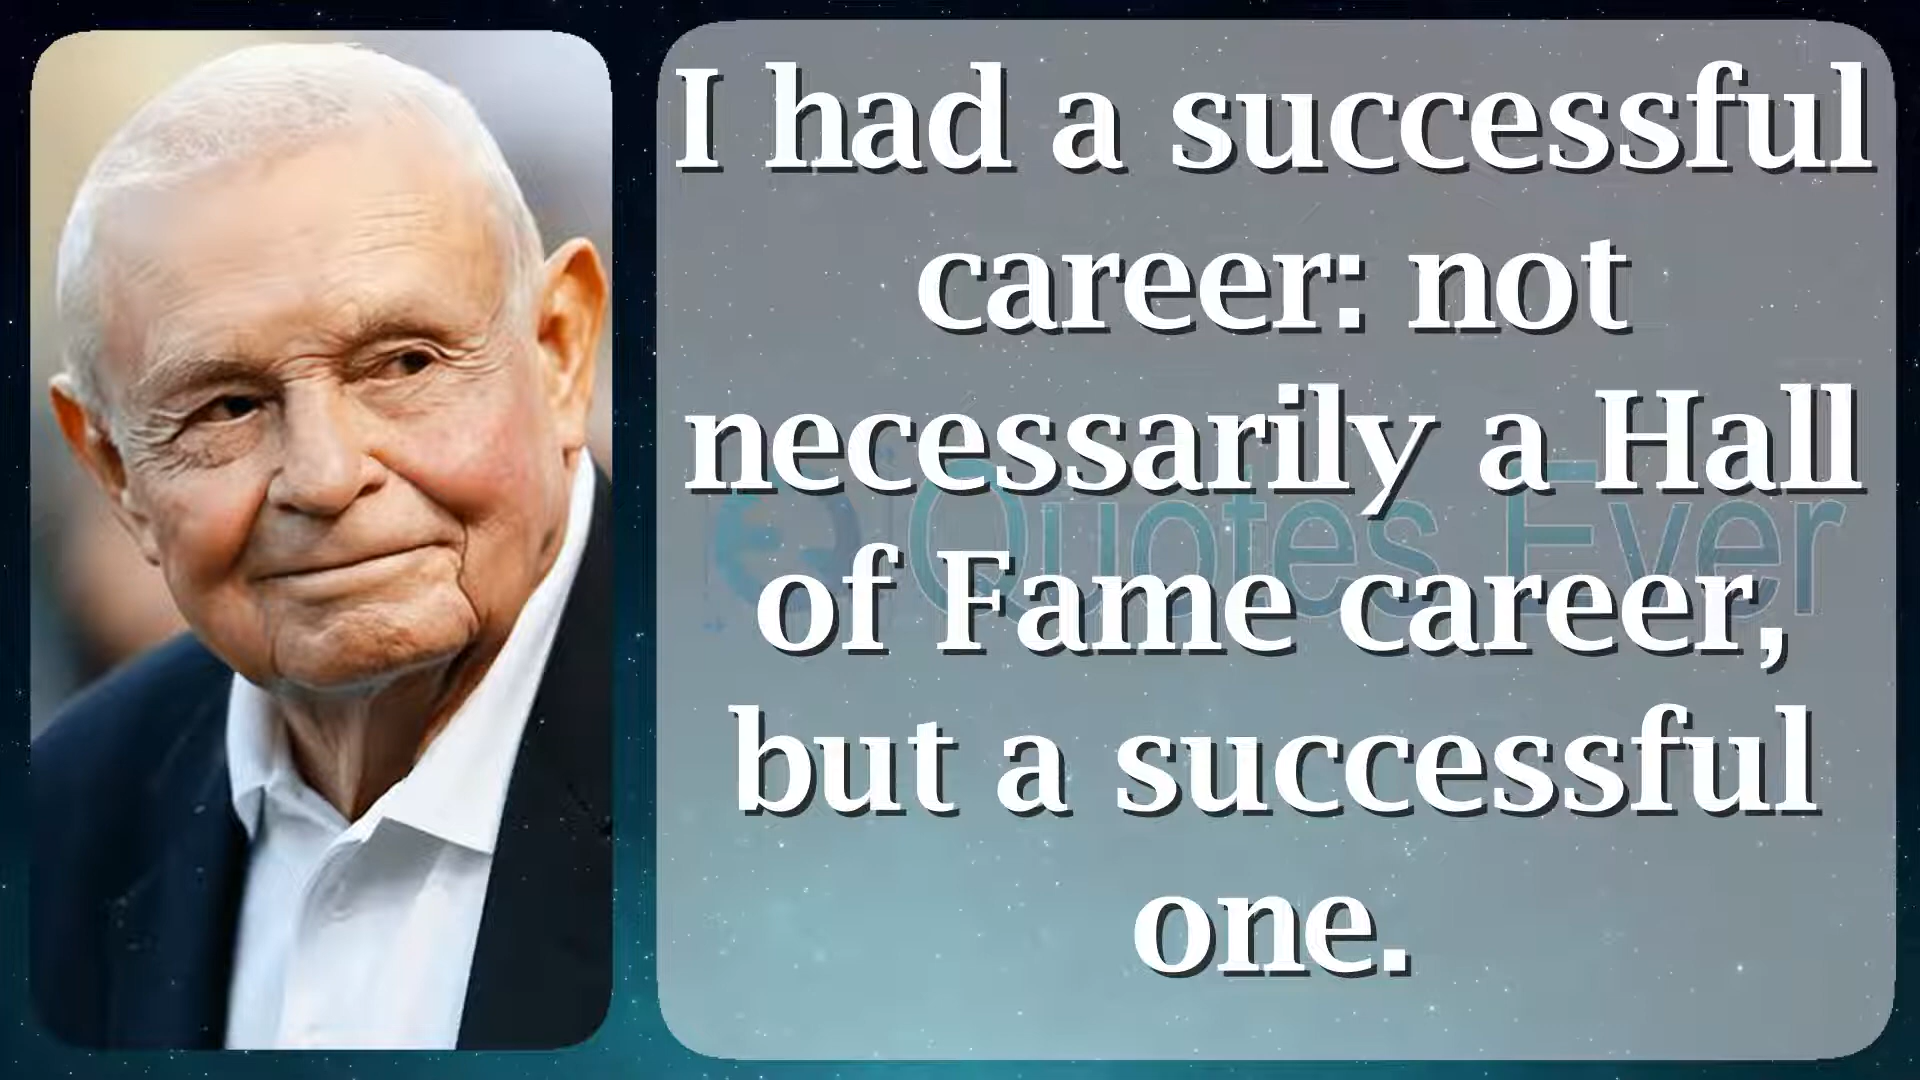 I had a successful
career: not
necessarily a Hall
of Fame career,
but a successful
one.
Quotes Ever